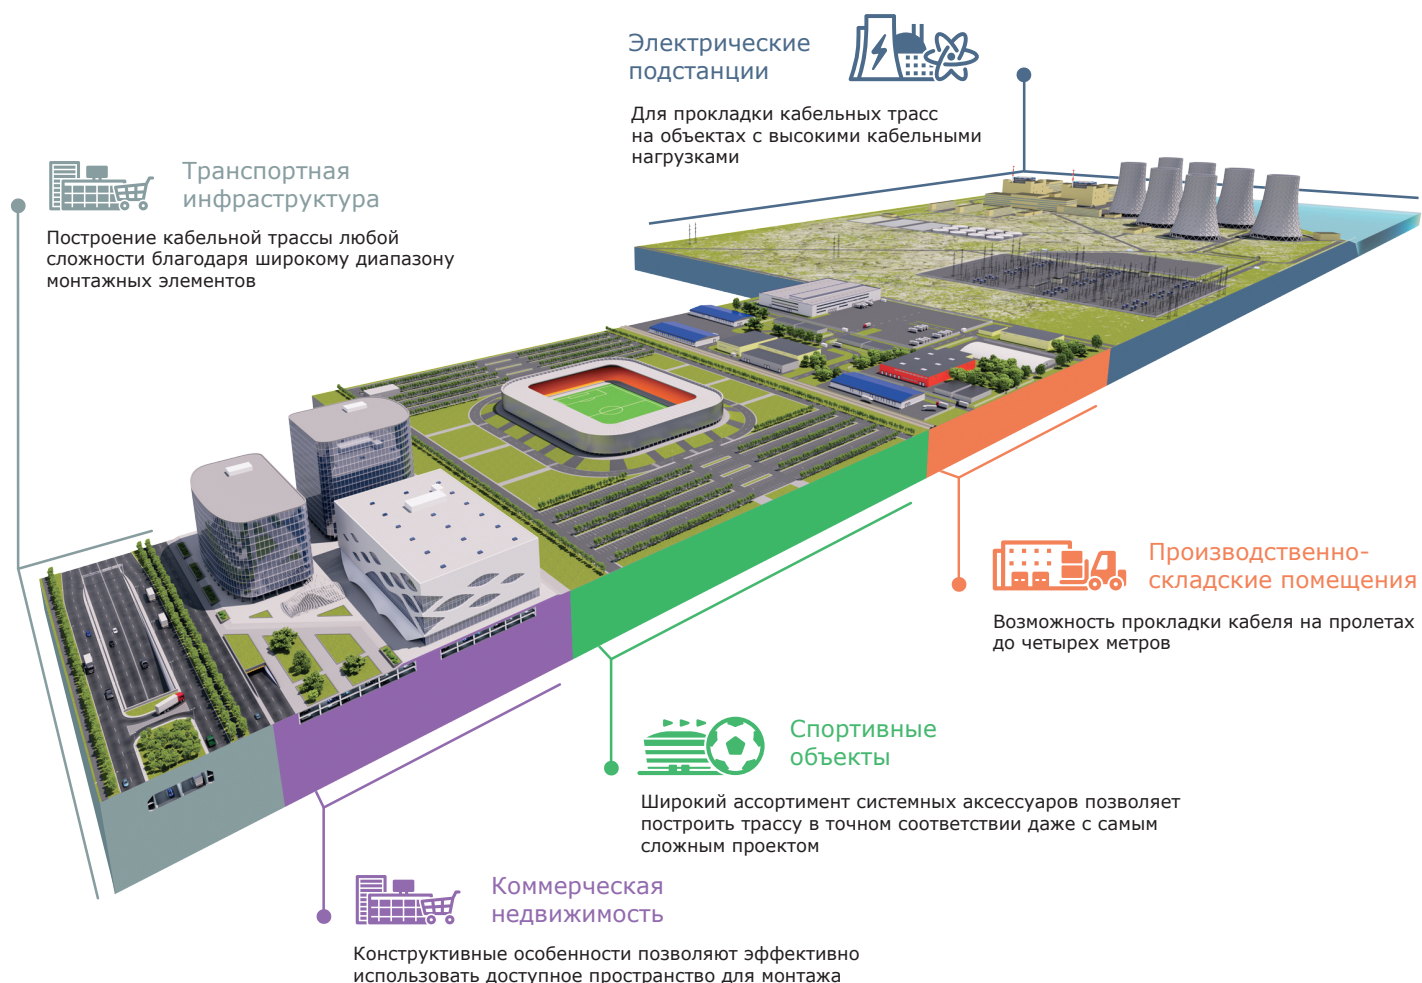 Электрические
подстанции
Для прокладки кабельных трасс
на объектах с высокими кабельными
нагрузками
Транспортная
инфраструктура
Построение кабельной трассы любой
сложности благодаря широкому диапазону
монтажных элементов
Производственно-
складские помещения
Возможность прокладки кабеля на пролетах
до четырех метров
Спортивные
объекты
Широкий ассортимент системных аксессуаров позволяет
построить трассу в точном соответствии даже с самым
сложным проектом
Коммерческая
недвижимость
Конструктивные особенности позволяют эффективно
использовать доступное пространство для монтажа